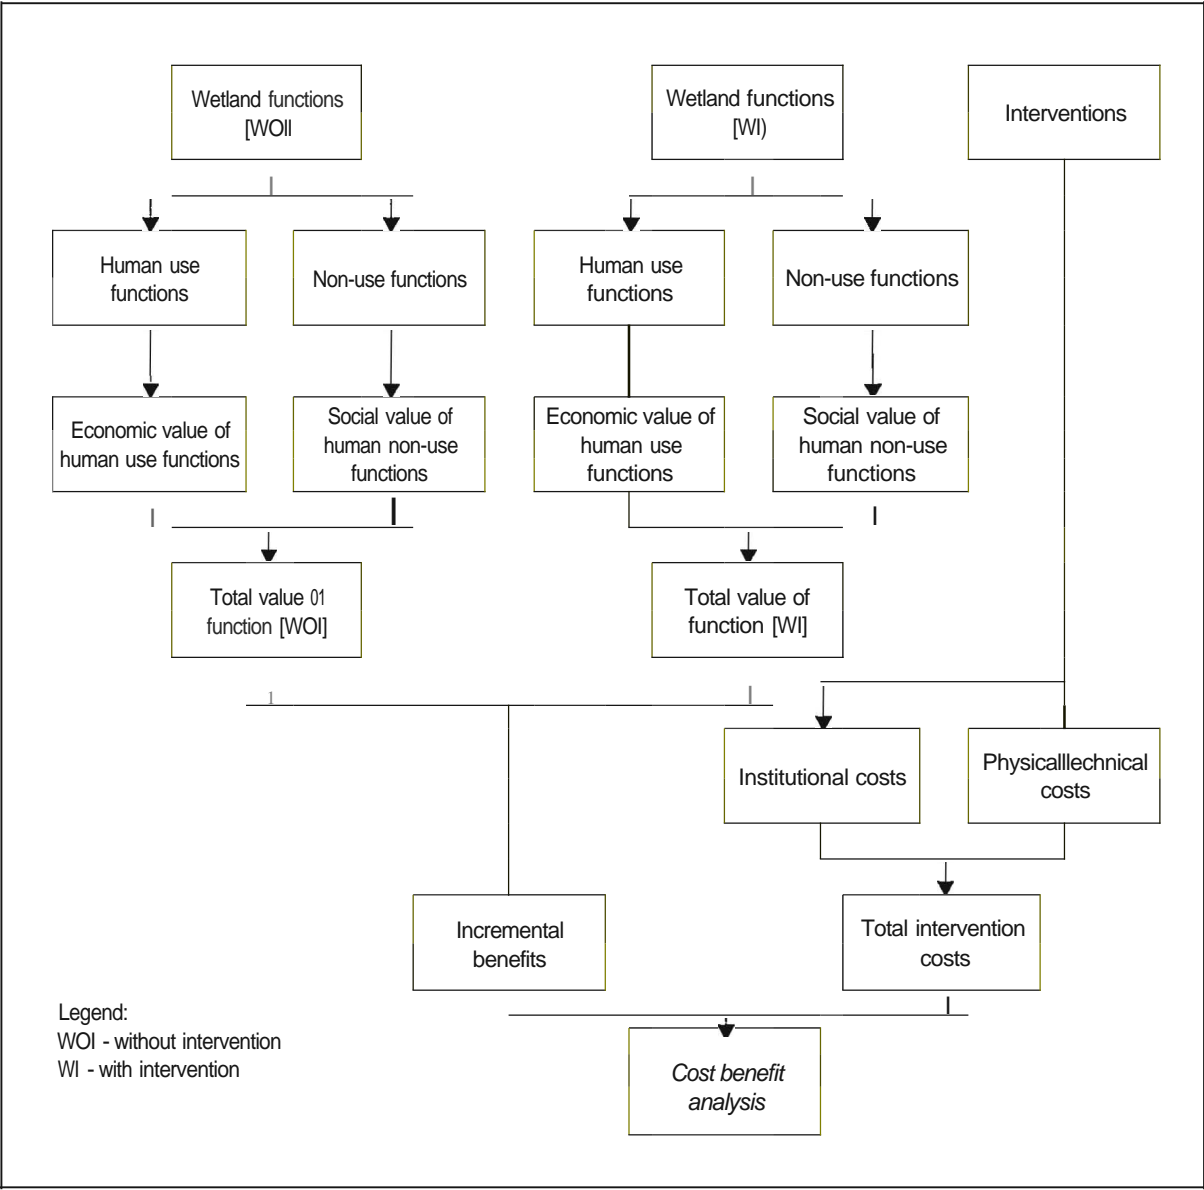 Wetland functions
[WOll
Wetland functions
[WI)
Interventions
Human use
functions
Non-use functions
Human use
functions
Non-use functions
Economic value of
human use functions
Social value of
human non-use
functions
Economic value of
human use
functions
Social value of
human non-use
functions
Total value 01
function [WOI]
Total value of
function [WI]
Institutional costs
Physicalllechnical
costs
Incremental
benefits
Total intervention
costs
Legend:
WOI - without intervention
WI - with intervention
Cost benefit
analysis